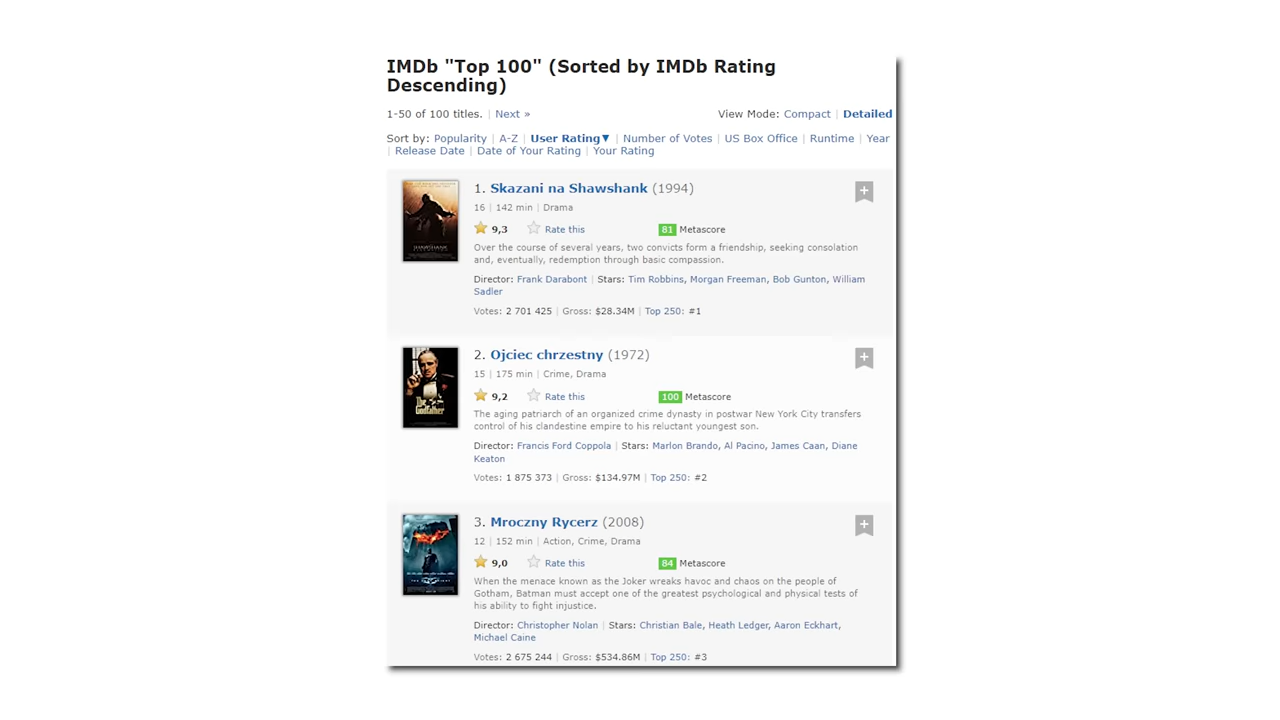 IMDb "Top 100" (Sorted by IMDb Rating
Descending)
1-50 of 100 titles. | Next » View Mode: Compact | Detailed
Sort by: Popularity | A-Z | User Rating▼ | Number of Votes | US Box Office | Runtime | Year
| Release Date | Date of Your Rating | Your Rating
1. Skazani na Shawshank (1994)
16 | 142 min | Drama
9,3 Rate this 81 Metascore
Over the course of several years, two convicts form a friendship, seeking consolation
and, eventually, redemption through basic compassion.
Director: Frank Darabont | Stars: Tim Robbins, Morgan Freeman, Bob Gunton, William
Sadler
Votes: 2 701 425 | Gross: $28.34M | Top 250: #1
2. Ojciec chrzestny (1972)
15 | 175 min | Crime, Drama
9,2 Rate this 100 Metascore
The Godfather
The aging patriarch of an organized crime dynasty in postwar New York City transfers
control of his clandestine empire to his reluctant youngest son.
Director: Francis Ford Coppola | Stars: Marlon Brando, Al Pacino, James Caan, Diane
Keaton
Votes: 1 875 373 | Gross: $134.97M | Top 250: #2
3. Mroczny Rycerz (2008)
12 | 152 min | Action, Crime, Drama
9,0 Rate this 84 Metascore
When the menace known as the Joker wreaks havoc and chaos on the people of
Gotham, Batman must accept one of the greatest psychological and physical tests of
his ability to fight injustice.
Director: Christopher Nolan | Stars: Christian Bale, Heath Ledger, Aaron Eckhart,
Michael Caine
Votes: 2 675 244 | Gross: $534.86M | Top 250: #3